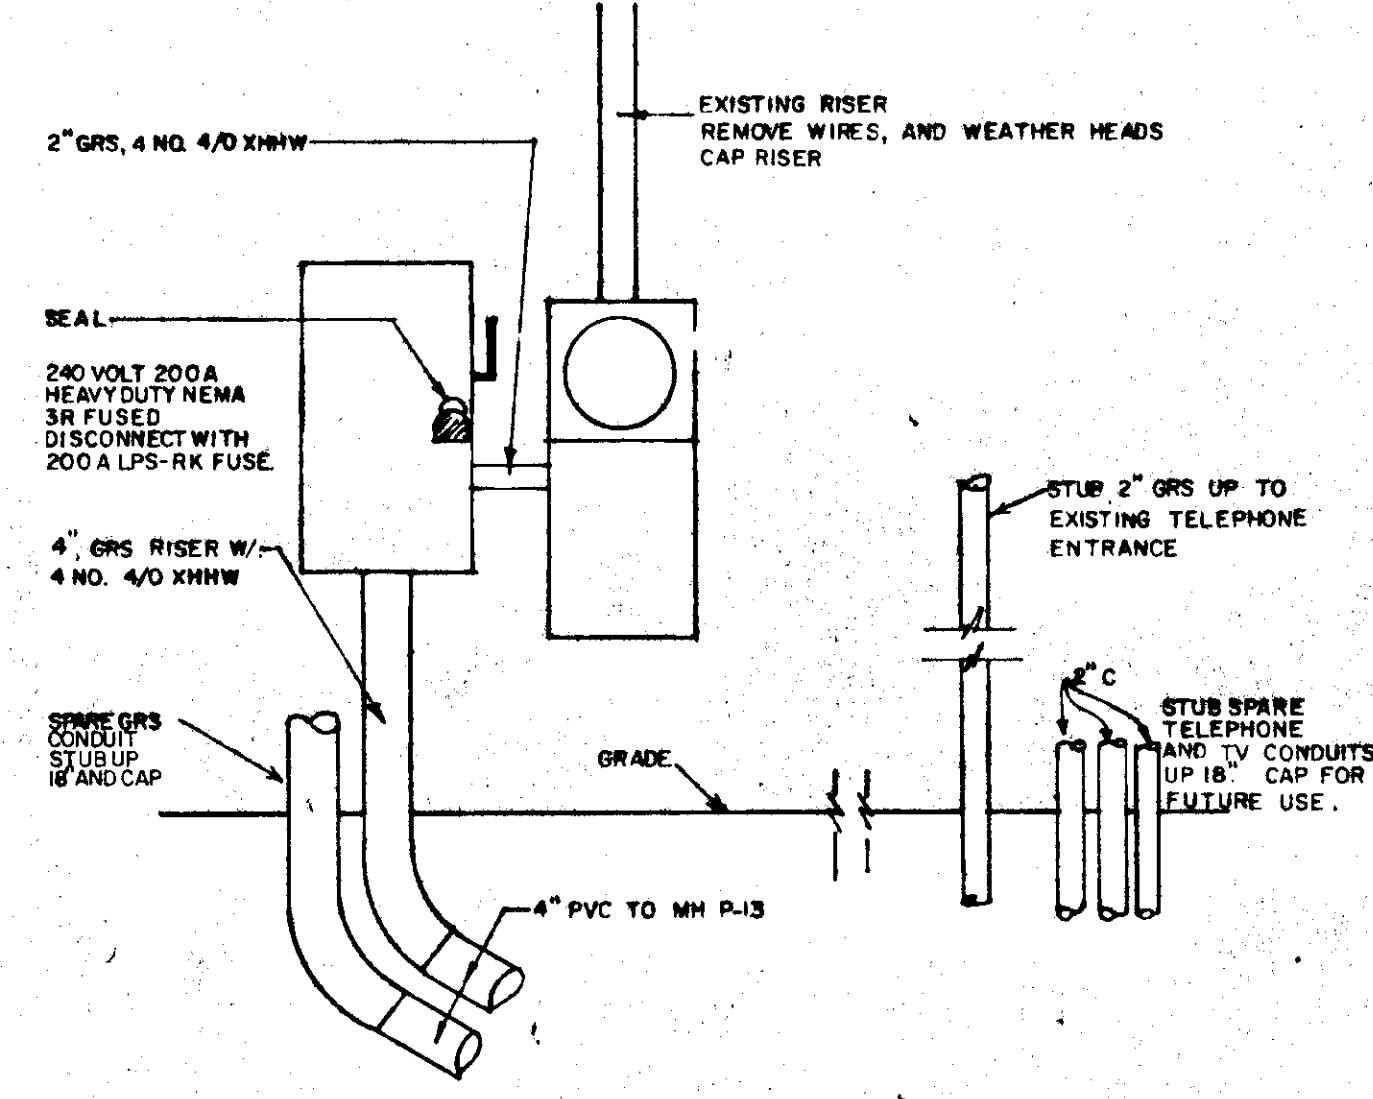 EXISTING RISER
REMOVE WIRES, AND WEATHER HEADS
CAP RISER
2" GRS, 4 NO. 4/0 XHHW
SEAL
240 VOLT 200A
HEAVY DUTY NEMA
3R FUSED
DISCONNECT WITH
200 A LPS-RK FUSE.
4", GRS RISER W/
4 NO. 4/0 XHHW
STUB 2" GRS UP TO
EXISTING TELEPHONE
ENTRANCE
2" C
SPARE GRS
CONDUIT
STUB UP
18" AND CAP
GRADE
STUB SPARE
TELEPHONE
AND TV CONDUITS
UP 18". CAP FOR
FUTURE USE.
4" PVC TO MH P-13